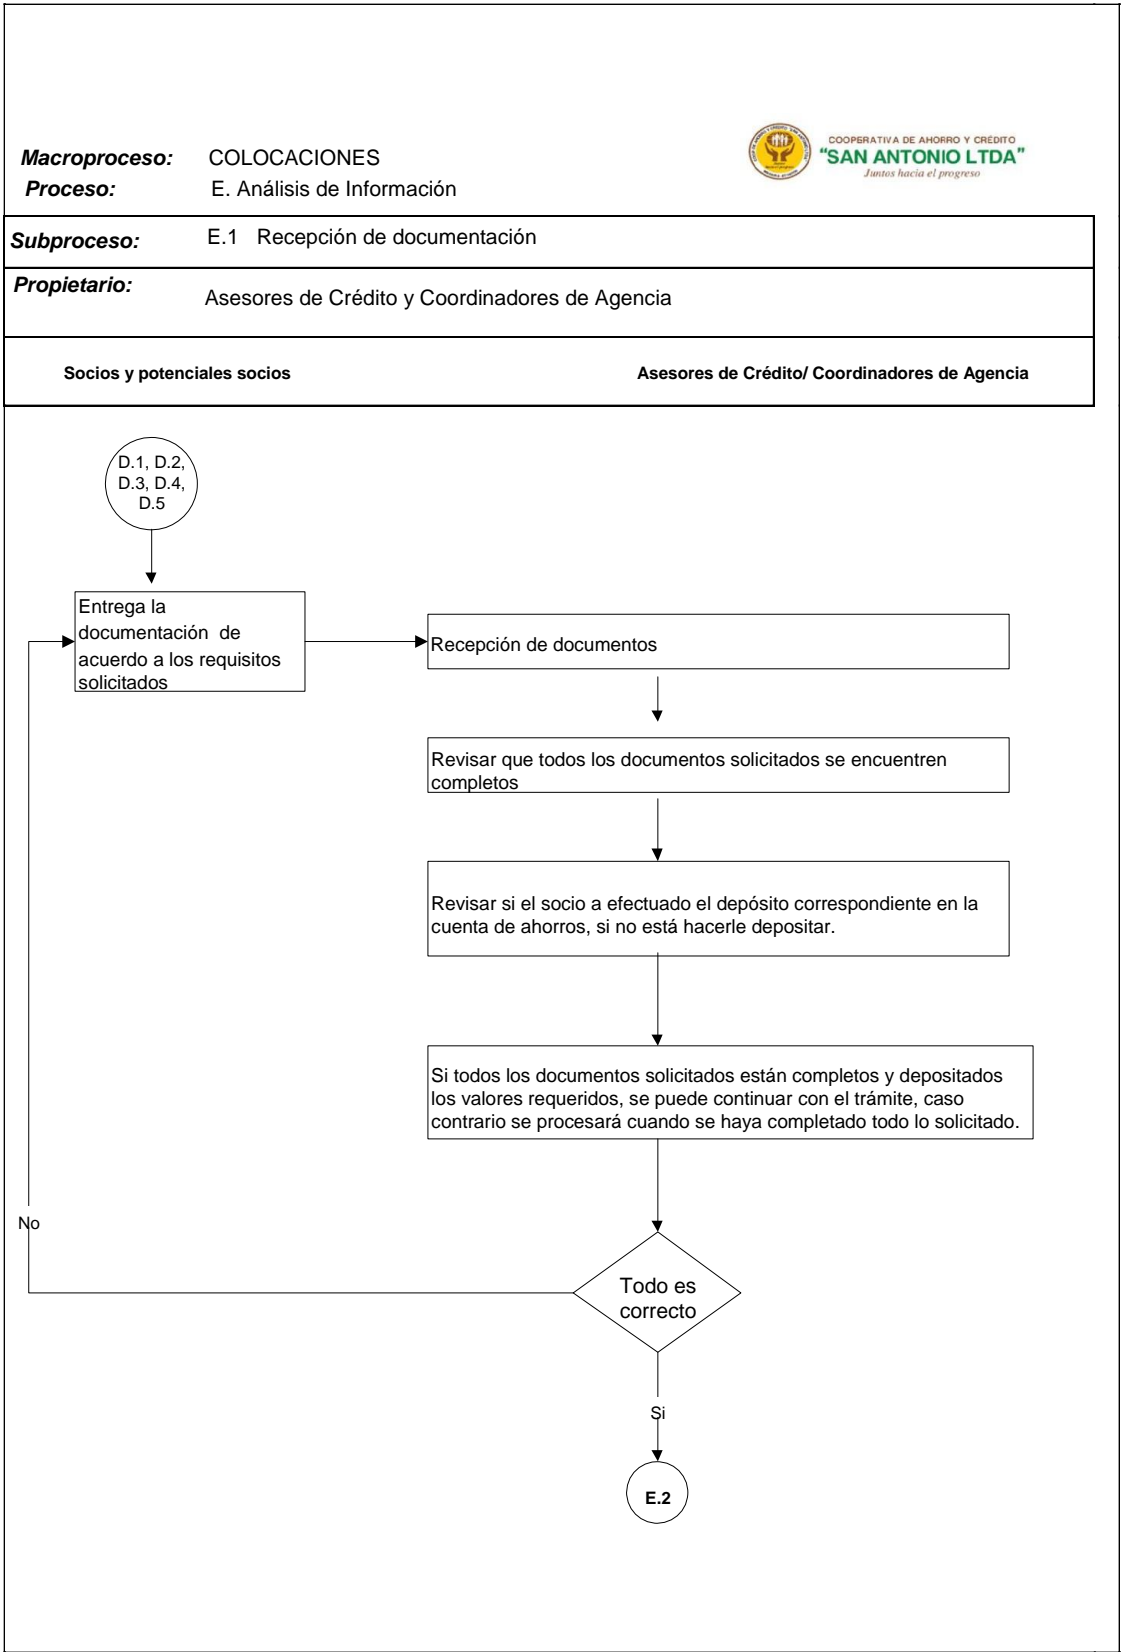 Macroproceso: COLOCACIONES
COOPERATIVA DE AHORRO Y CRÉDITO
"SAN ANTONIO LTDA"
Juntos hacia el progreso
Proceso: E. Análisis de Información
Subproceso: E.1 Recepción de documentación
Propietario: Asesores de Crédito y Coordinadores de Agencia
Socios y potenciales socios
Asesores de Crédito/ Coordinadores de Agencia
D.1, D.2,
D.3, D.4,
D.5
Entrega la
documentación de
acuerdo a los requisitos
solicitados
Recepción de documentos
Revisar que todos los documentos solicitados se encuentren
completos
Revisar si el socio a efectuado el depósito correspondiente en la
cuenta de ahorros, si no está hacerle depositar.
Si todos los documentos solicitados están completos y depositados
los valores requeridos, se puede continuar con el trámite, caso
contrario se procesará cuando se haya completado todo lo solicitado.
No
Todo es
correcto
Si
E.2